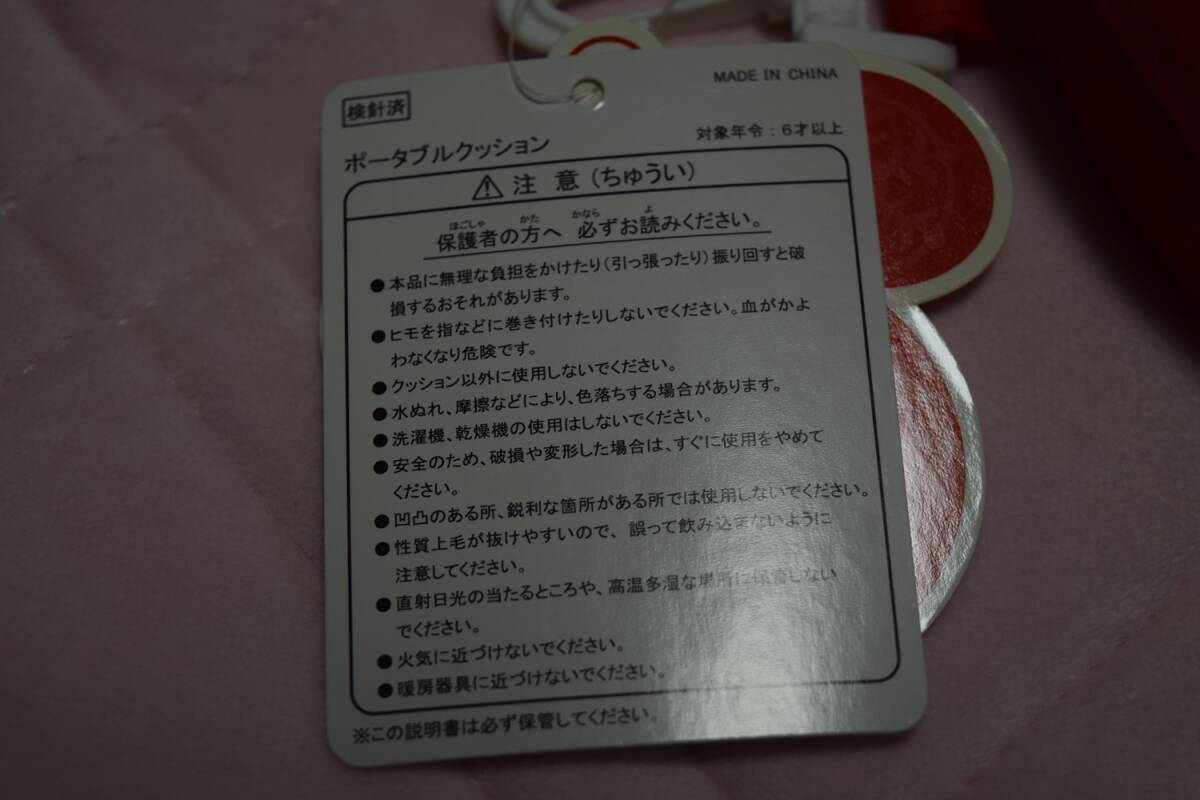 検針済
MADE IN CHINA
ポータブルクッション
対象年令：6才以上
⚠ 注 意（ちゅうい）
保護者の方へ 必ずお読みください。
ほごしゃ かた かなら よ
●本品に無理な負担をかけたり（引っ張ったり）振り回すと破
損するおそれがあります。
●ヒモを指などに巻き付けたりしないでください。血がかよ
わなくなり危険です。
●クッション以外に使用しないでください。
●水ぬれ、摩擦などにより、色落ちする場合があります。
●洗濯機、乾燥機の使用はしないでください。
●安全のため、破損や変形した場合は、すぐに使用をやめて
ください。
●凹凸のある所、鋭利な箇所がある所では使用しないでください。
●性質上毛が抜けやすいので、誤って飲み込まないように
注意してください。
●直射日光の当たるところや、高温多湿な場所に保管しない
でください。
●火気に近づけないでください。
●暖房器具に近づけないでください。
※この説明書は必ず保管してください。